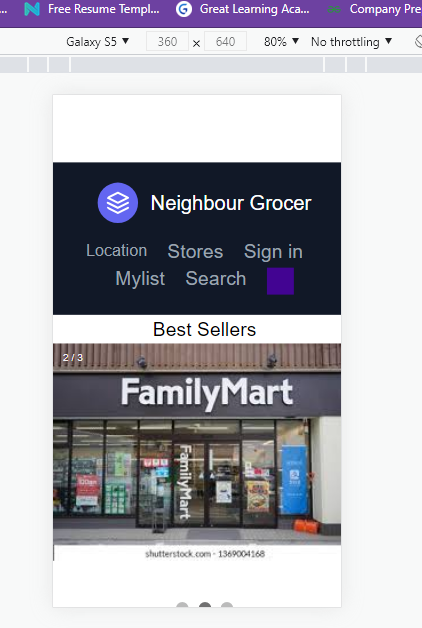 ... Free Resume Templ... Great Learning Aca... Company Pre
Galaxy S5 ▼ 360 x 640 80% ▼ No throttling ▼
Neighbour Grocer
Location Stores Sign in
Mylist Search
Best Sellers
2 / 3
FamilyMart
FamilyMart
shutterstock.com · 1369004168